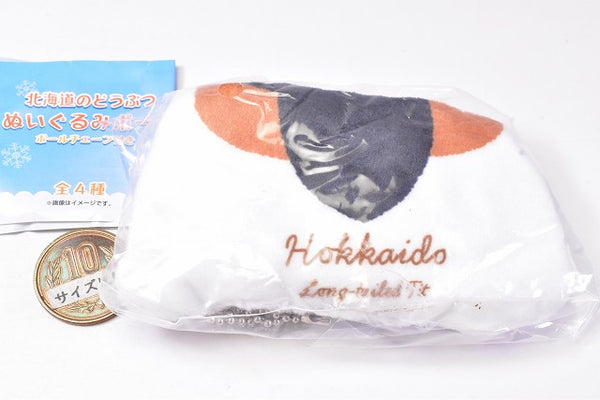 北海道のどうぶつ
ぬいぐるみポー
ボールチェーン
全4種
※画像はイメージです。
10
サイズ
Hokkaido
Long-tailed Tit